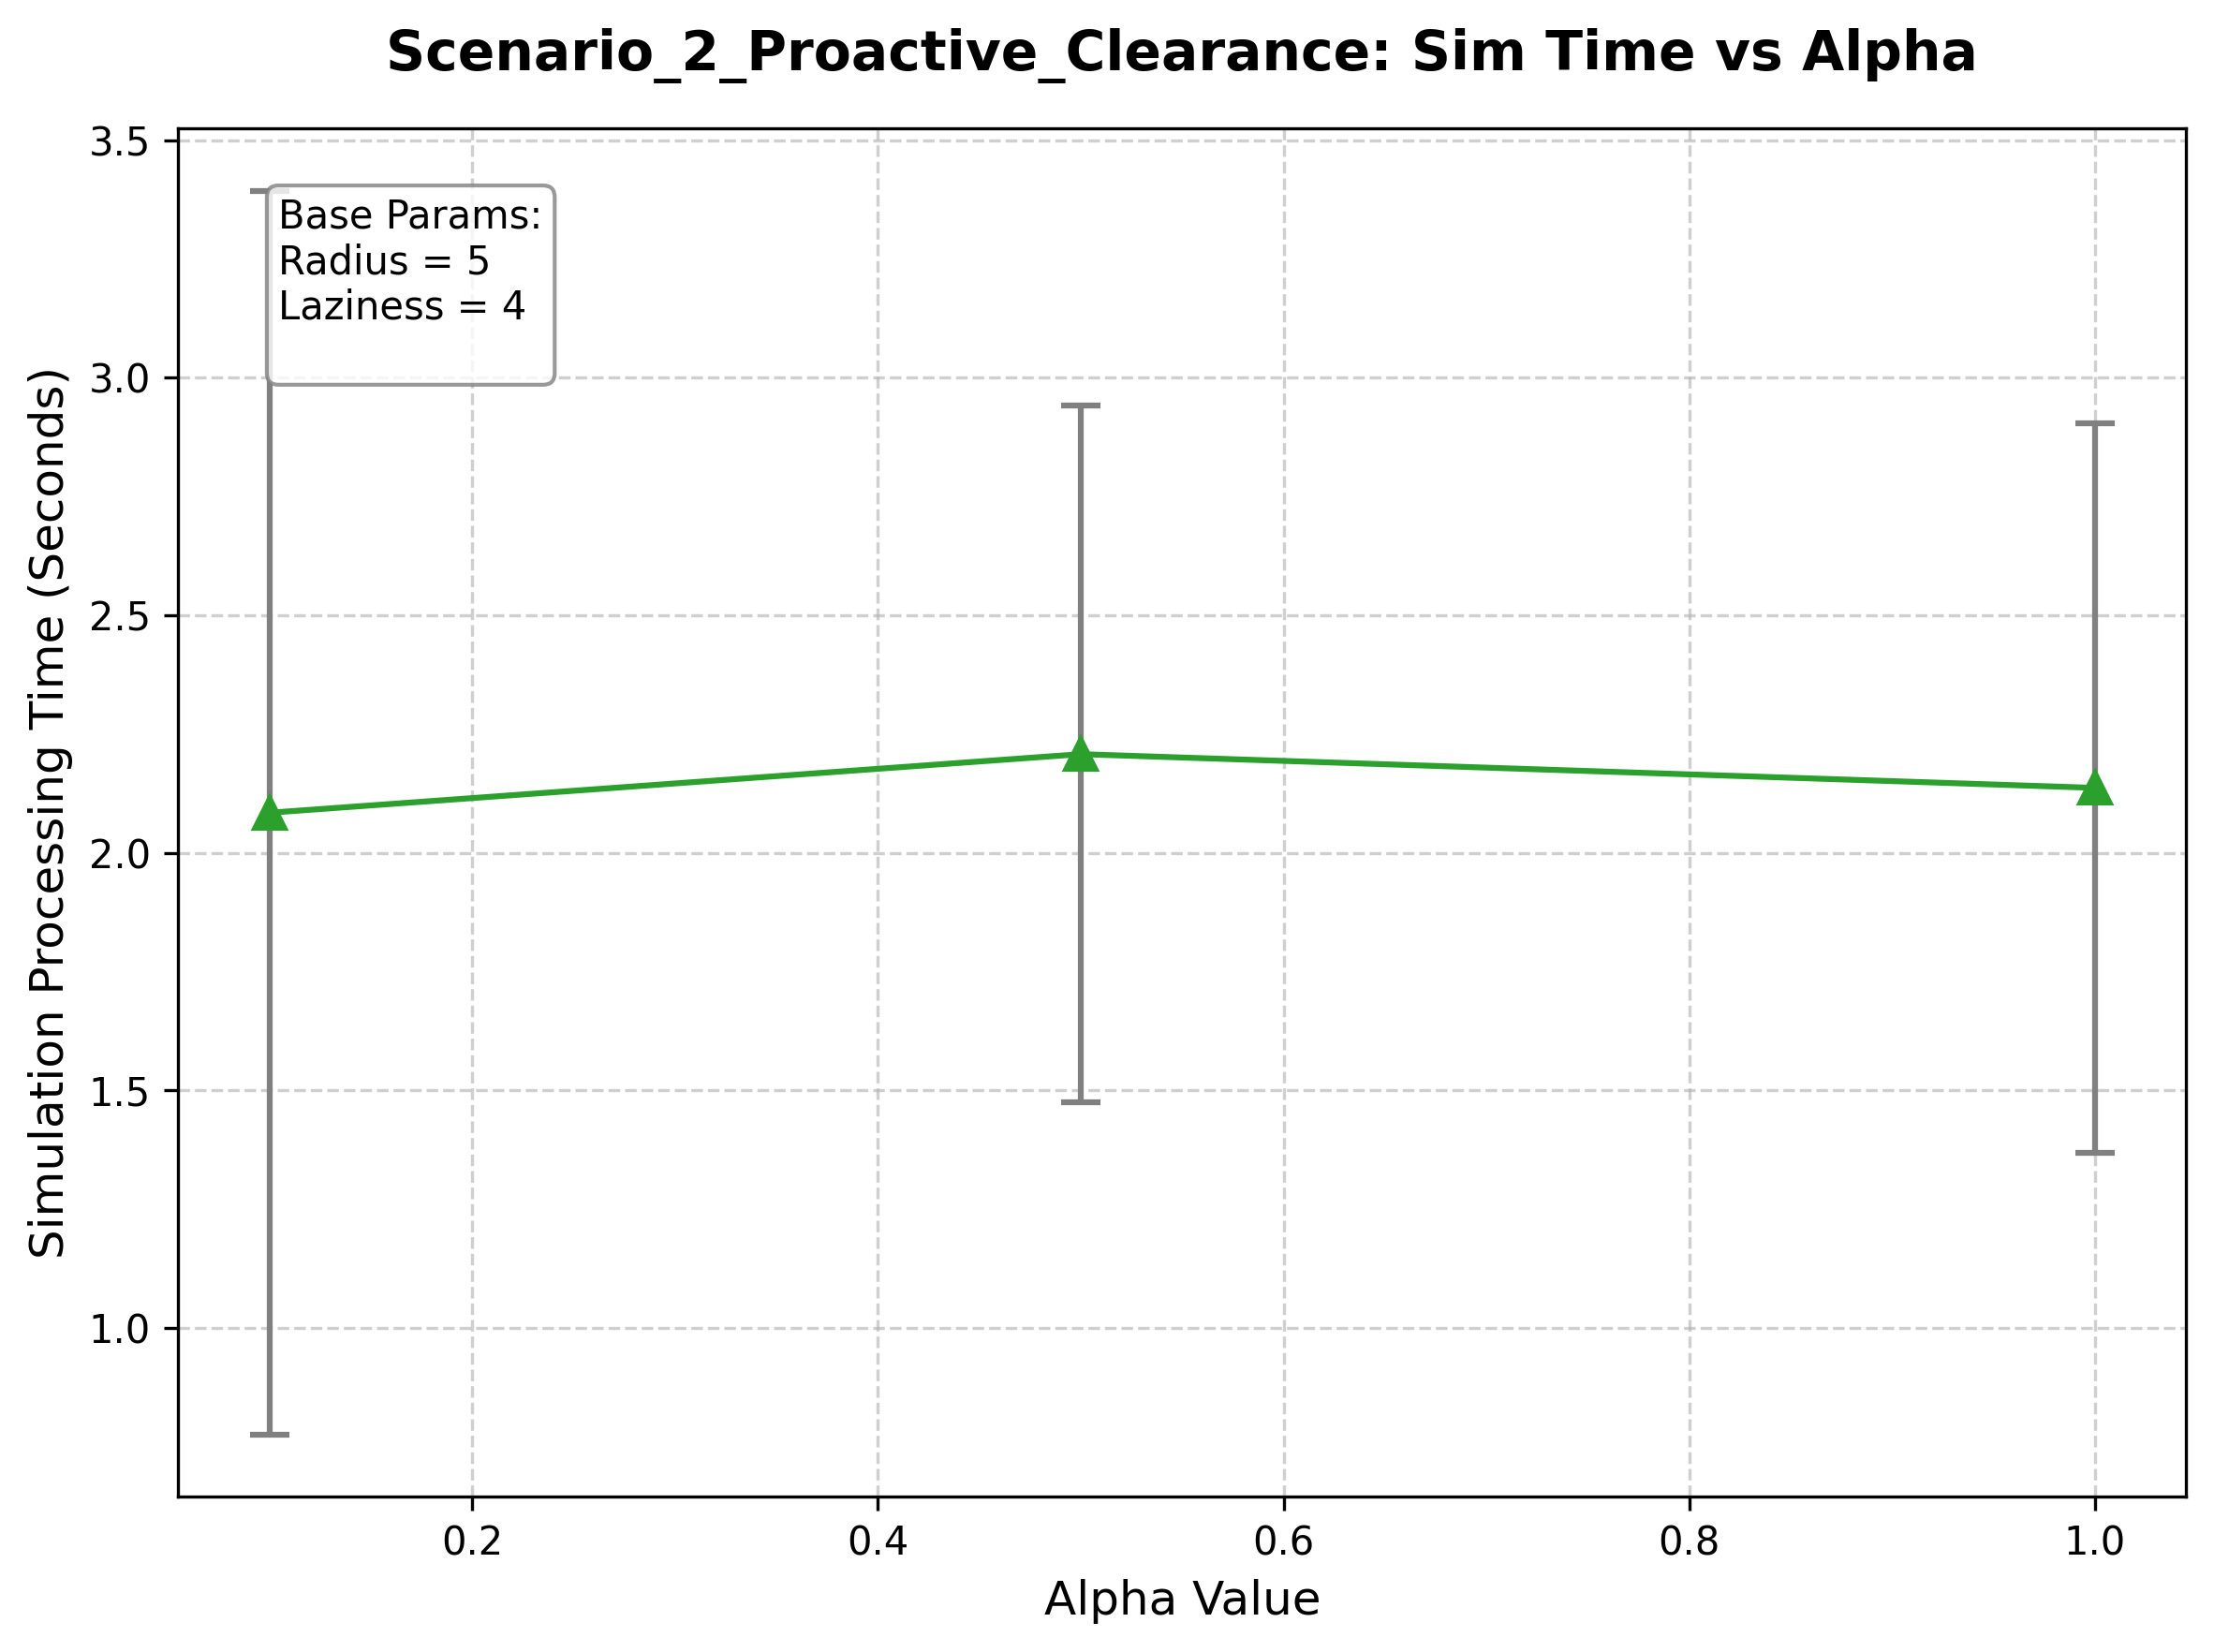 Scenario_2_Proactive_Clearance: Sim Time vs Alpha
3.5
3.0
2.5
2.0
1.5
1.0
Simulation Processing Time (Seconds)
Base Params:
Radius = 5
Laziness = 4
0.2
0.4
0.6
0.8
1.0
Alpha Value